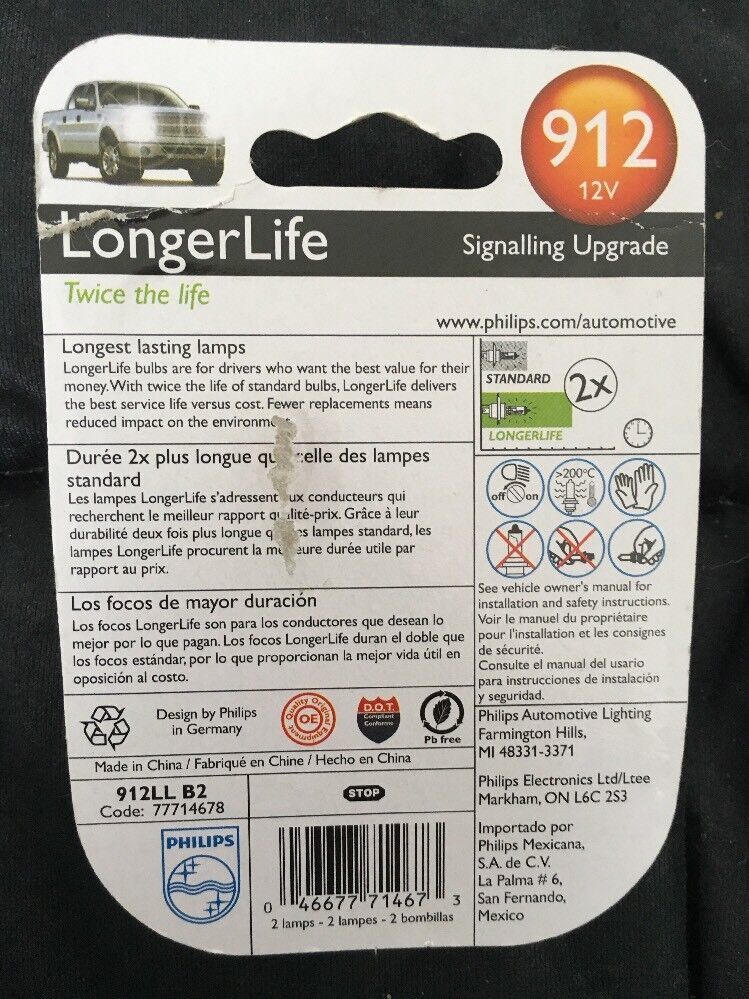 912
12V
LongerLife
Signalling Upgrade
Twice the life
www.philips.com/automotive
Longest lasting lamps
LongerLife bulbs are for drivers who want the best value for their
money. With twice the life of standard bulbs, LongerLife delivers
the best service life versus cost. Fewer replacements means
reduced impact on the
Durée 2x plus longue celle des lampes
standard
Les lampes LongerLife s'adressent conducteurs qui
recherchent le meilleur rapport Grâce à leur
durabilité deux fois plus longue lampes standard, les
lampes LongerLife procurent la durée utile par
rapport au prix.
Los focos de mayor duración
Los focos LongerLife son para los conductores que desean lo
mejor por lo que pagan. Los focos LongerLife duran el doble que
los focos estándar, por lo que proporcionan la mejor vida útil en
oposición al costo.
STANDARD
2x
LONGERLIFE
off on
>200°C
See vehicle owner's manual for
installation and safety instructions.
Voir le manuel du propriétaire
pour l'installation et les consignes
de sécurité.
Consulte el manual del usario
para instrucciones de instalación
y seguridad.
Design by Philips
in Germany
Quality Original
OE
Equipment
D.O.T.
Compliant
Conforme
Pb free
Made in China / Fabriqué en Chine / Hecho en China
912LL B2
Code: 77714678
STOP
PHILIPS
0 46677 71467 3
2 lamps - 2 lampes - 2 bombillas
Philips Automotive Lighting
Farmington Hills,
MI 48331-3371
Philips Electronics Ltd/Ltee
Markham, ON L6C 2S3
Importado por
Philips Mexicana,
S.A. de C.V.
La Palma # 6,
San Fernando,
Mexico